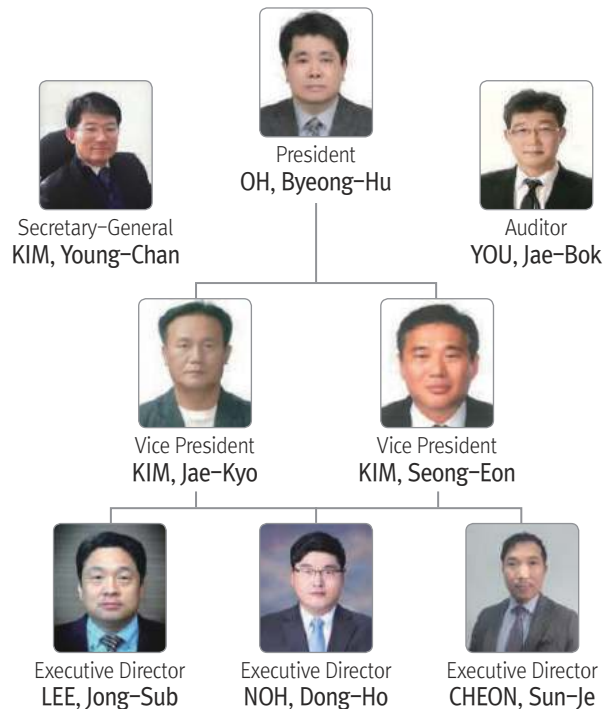 President
OH, Byeong-Hu
Secretary-General
KIM, Young-Chan
Auditor
YOU, Jae-Bok
Vice President
KIM, Jae-Kyo
Vice President
KIM, Seong-Eon
Executive Director
LEE, Jong-Sub
Executive Director
NOH, Dong-Ho
Executive Director
CHEON, Sun-Je